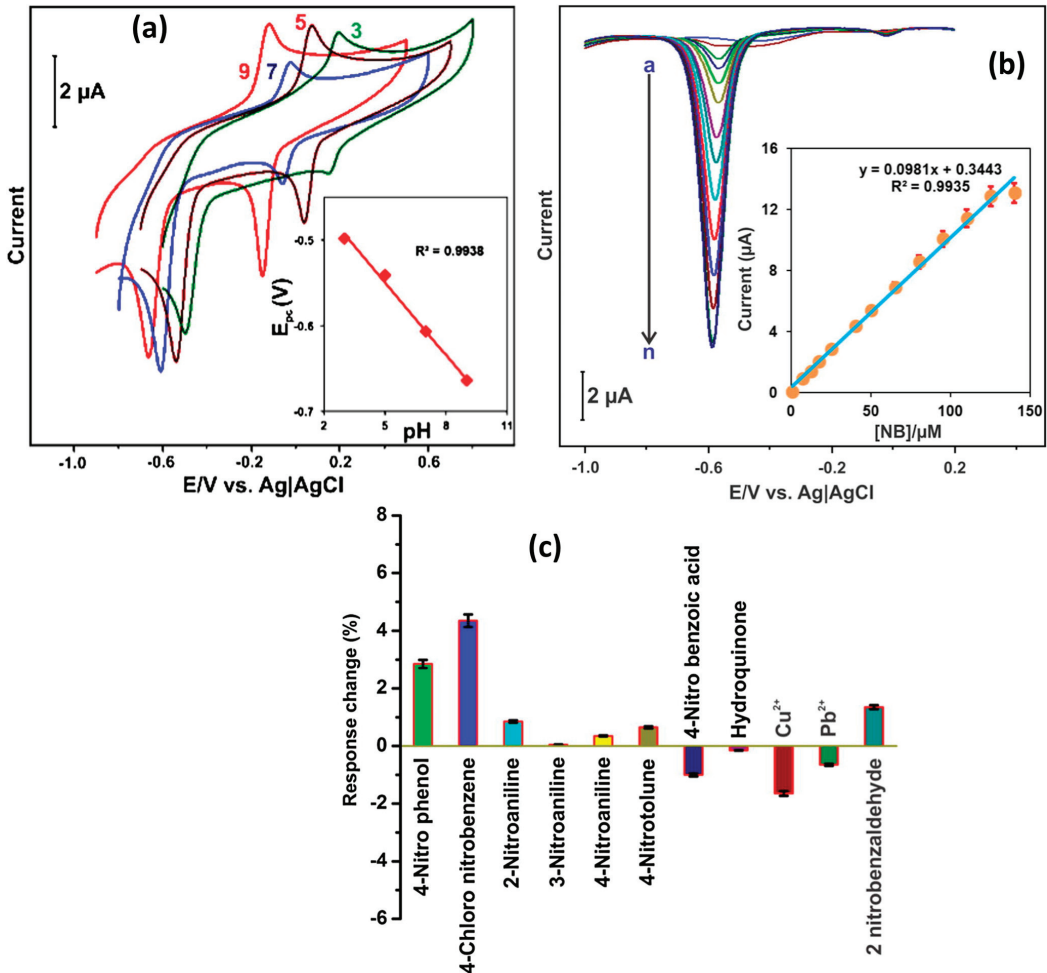 (a)
9
7
5
3
2 µA
Current
-0.5
-0.6
-0.7
E_pc (V)
R² = 0.9938
2
5
8
11
pH
-1.0
-0.6
-0.2
0.2
0.6
E/V vs. Ag|AgCl
(b)
a
n
2 µA
Current
y = 0.0981x + 0.3443
R² = 0.9935
16
12
8
4
0
Current (µA)
0
50
100
150
[NB]/µM
-1.0
-0.6
-0.2
0.2
E/V vs. Ag|AgCl
(c)
8
6
4
2
0
-2
-4
-6
Response change (%)
4-Nitro phenol
4-Chloro nitrobenzene
2-Nitroaniline
3-Nitroaniline
4-Nitroaniline
4-Nitrotolune
4-Nitro benzoic acid
Hydroquinone
Cu²⁺
Pb²⁺
2 nitrobenzaldehyde